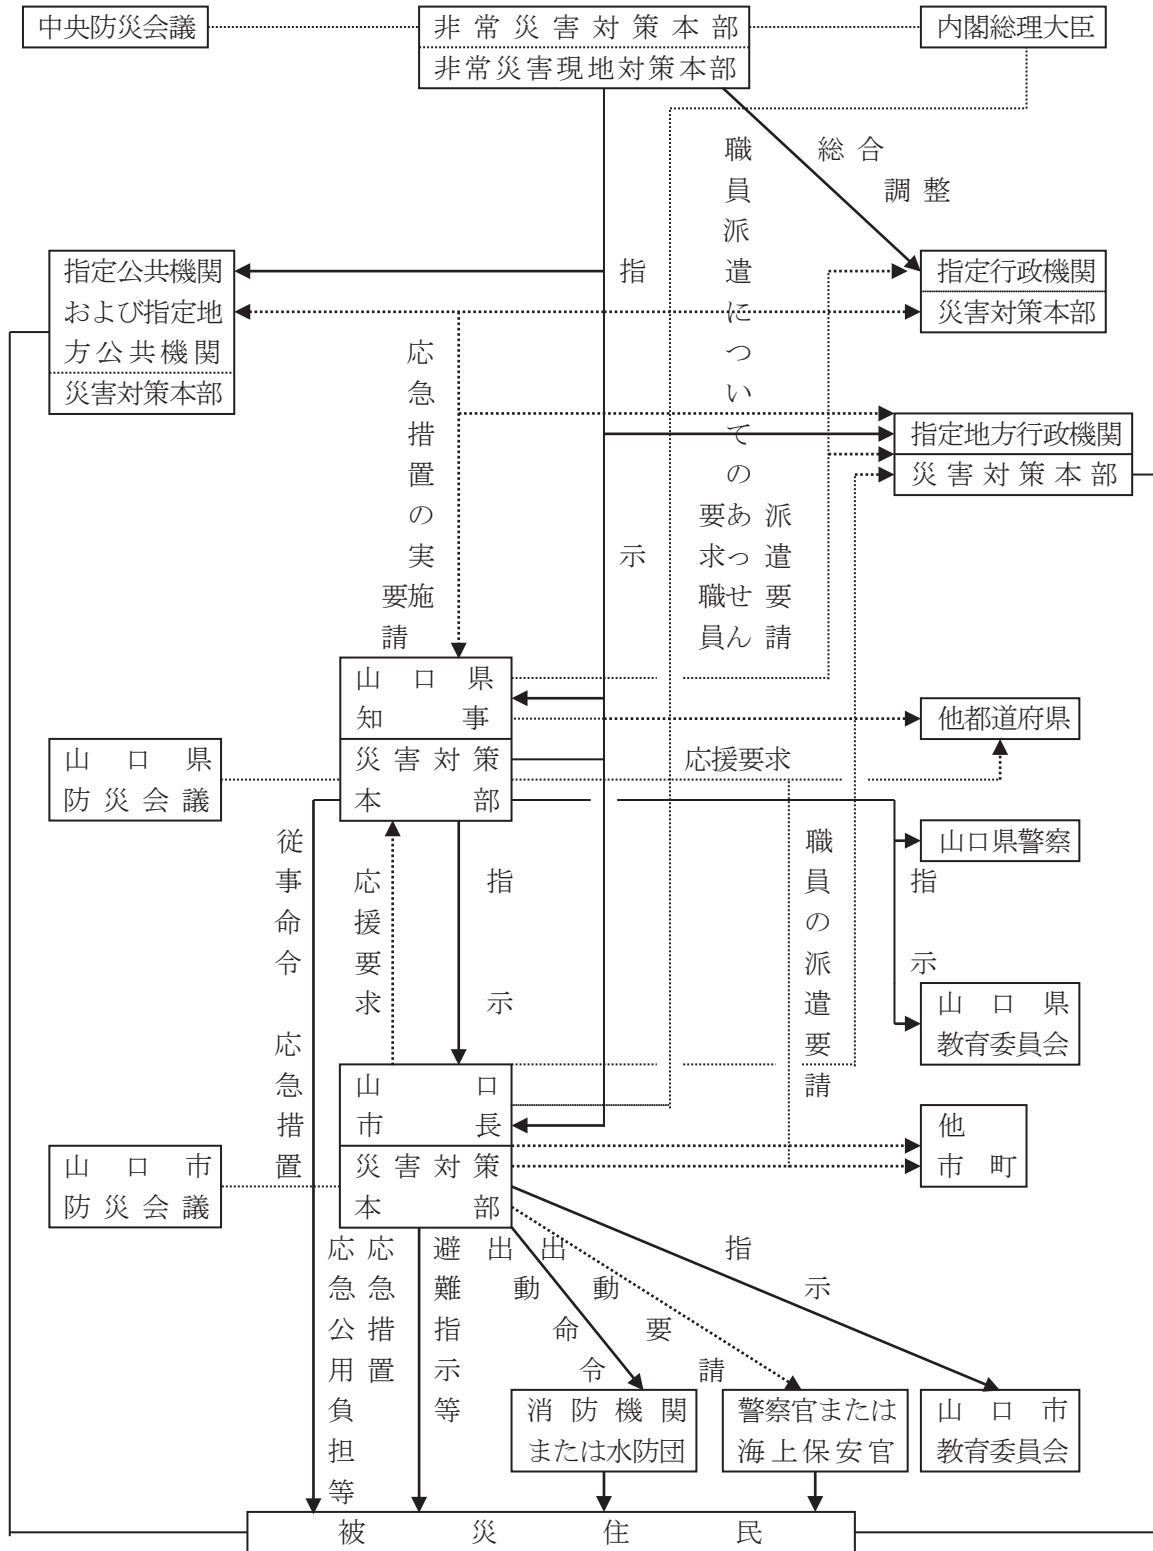 中央防災会議
非常災害対策本部
非常災害現地対策本部
内閣総理大臣
総合
調整
職員派遣についてのあっせん
要求職員
派遣要請
指示
指定公共機関
および指定地
方公共機関
災害対策本部
指定行政機関
災害対策本部
応急措置の実施
要請
指定地方行政機関
災害対策本部
山口県
知事
災害対策
本部
他都道府県
山口県
防災会議
応援要求
山口県警察
従事命令
応急措置
応援要求
指示
職員の派遣要請
指示
山口県
教育委員会
山口
市長
災害対策
本部
他
市町
山口市
防災会議
応急公用負担等
応急措置
避難指示等
出動命令
出動要請
指示
消防機関
または水防団
警察官または
海上保安官
山口市
教育委員会
被災住民